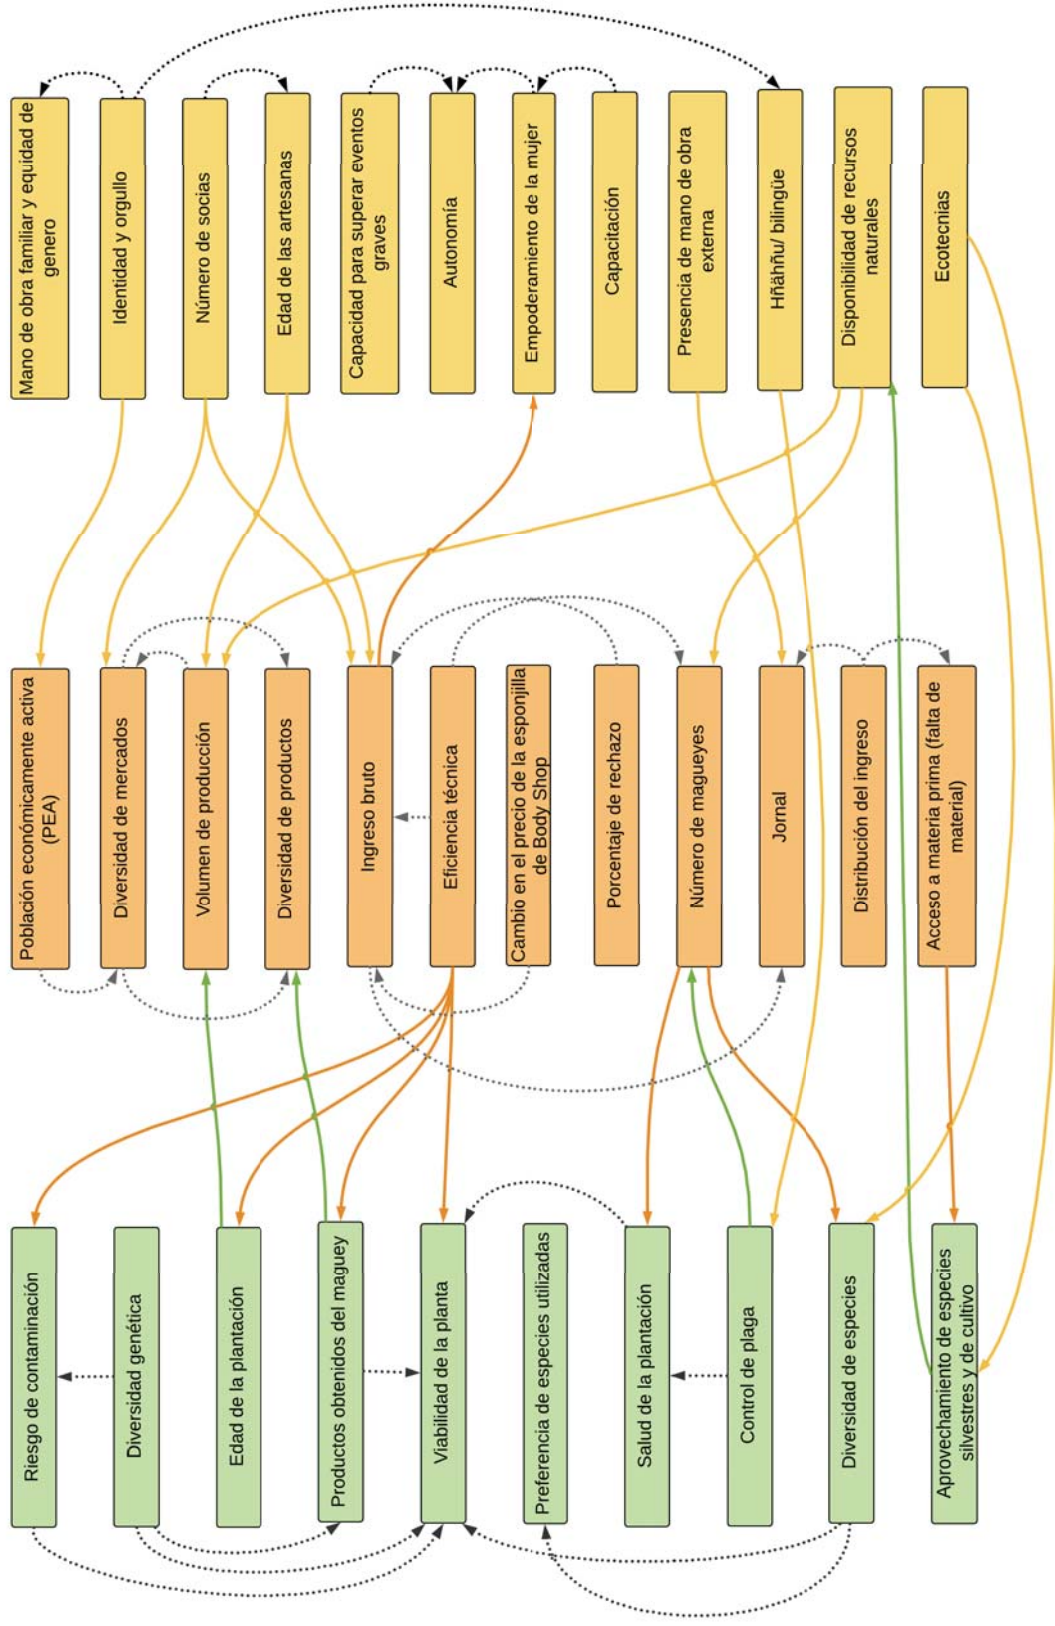 Riesgo de contaminación
Diversidad genética
Edad de la plantación
Productos obtenidos del maguey
Viabilidad de la planta
Preferencia de especies utilizadas
Salud de la plantación
Control de plaga
Diversidad de especies
Aprovechamiento de especies
silvestres y de cultivo
Población económicamente activa
(PEA)
Diversidad de mercados
Volumen de producción
Diversidad de productos
Ingreso bruto
Eficiencia técnica
Cambio en el precio de la esponjilla
de Body Shop
Porcentaje de rechazo
Número de magueyes
Jornal
Distribución del ingreso
Acceso a materia prima (falta de
material)
Mano de obra familiar y equidad de
genero
Identidad y orgullo
Número de socias
Edad de las artesanas
Capacidad para superar eventos
graves
Autonomía
Empoderamiento de la mujer
Capacitación
Presencia de mano de obra
externa
Hñähñu/ bilingüe
Disponibilidad de recursos
naturales
Ecotecnias